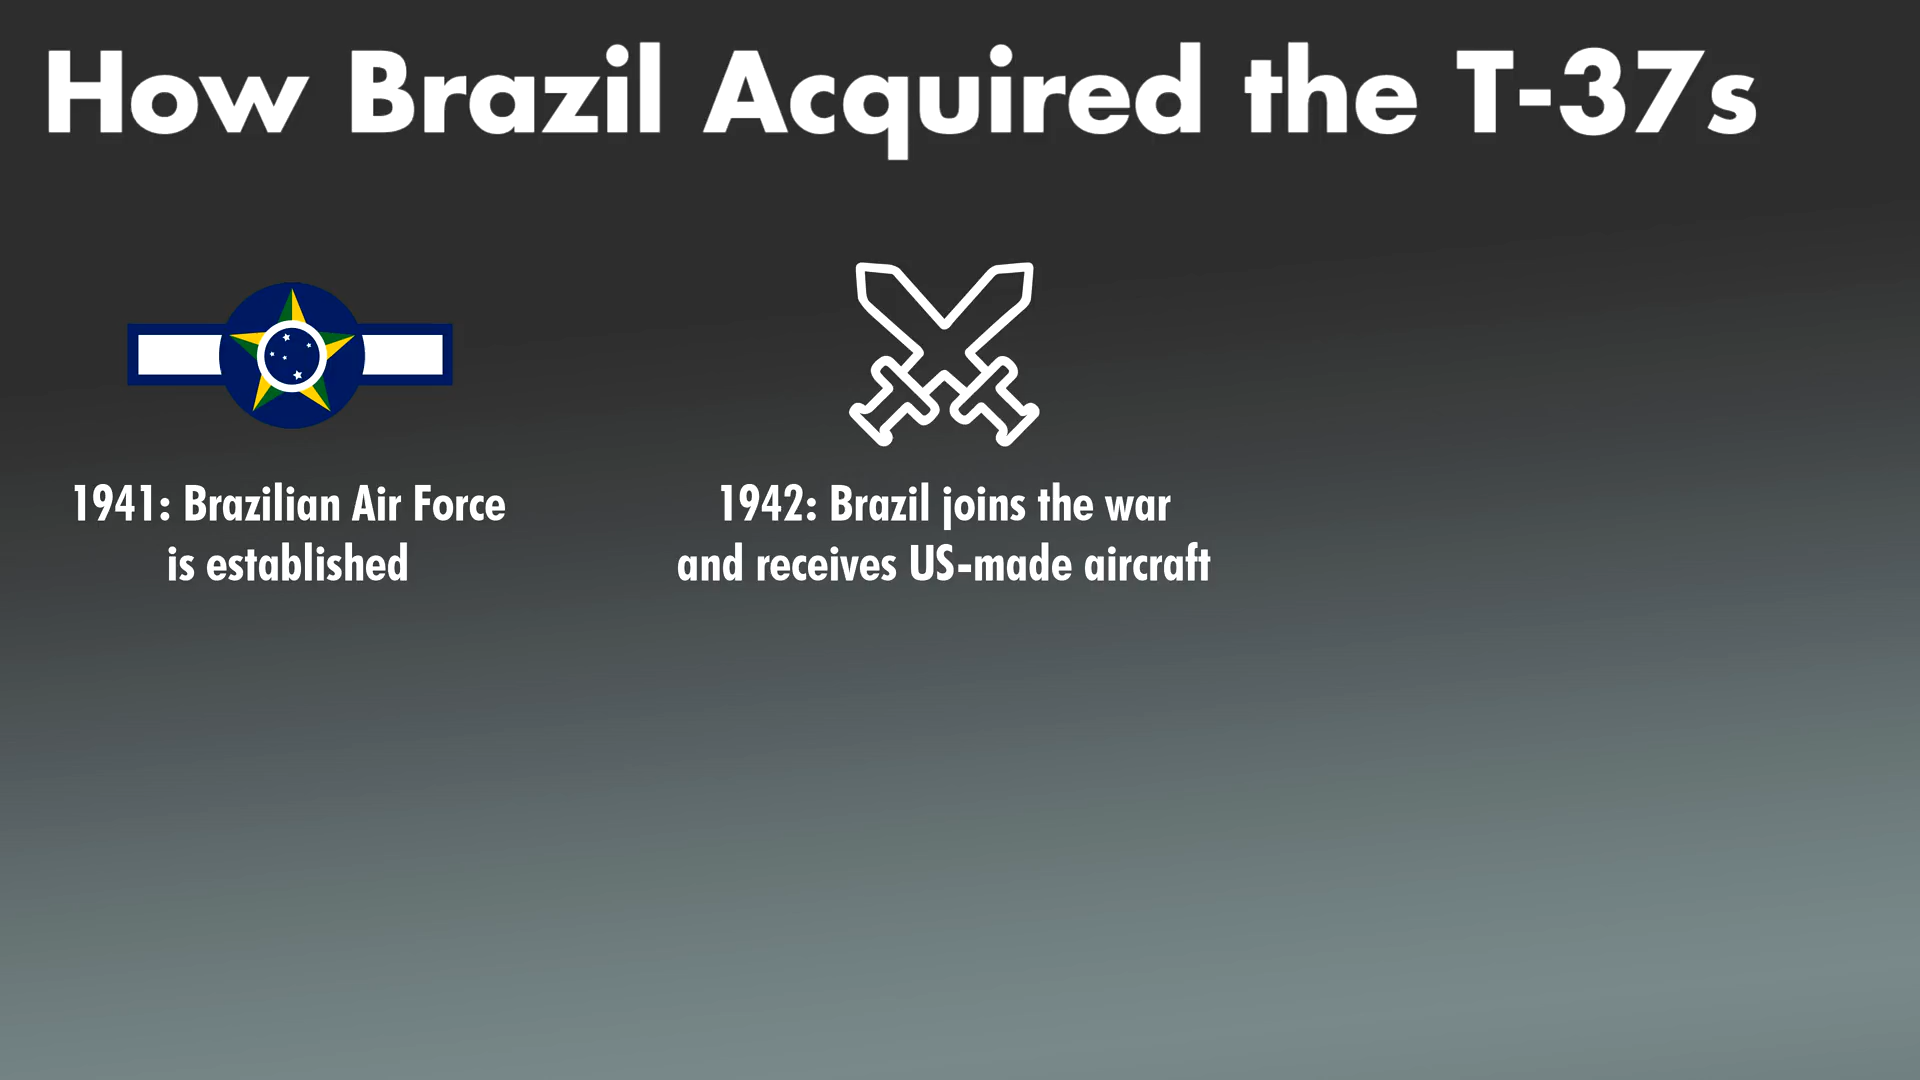 How Brazil Acquired the T-37s
1941: Brazilian Air Force
is established
1942: Brazil joins the war
and receives US-made aircraft